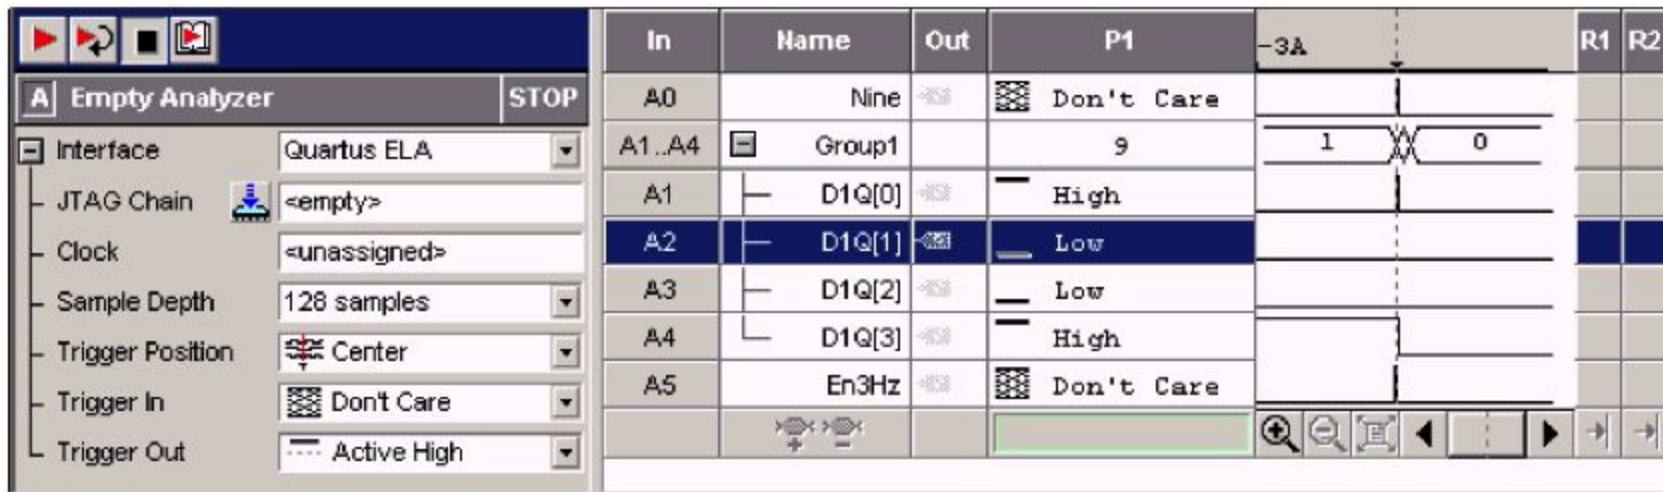 In Name Out P1 -3A R1 R2
A Empty Analyzer STOP
A0 Nine Don't Care
Interface Quartus ELA
A1..A4 Group1 9 1 0
JTAG Chain <empty>
A1 D1Q[0] High
Clock <unassigned>
A2 D1Q[1] Low
Sample Depth 128 samples
A3 D1Q[2] Low
Trigger Position Center
A4 D1Q[3] High
Trigger In Don't Care
A5 En3Hz Don't Care
Trigger Out Active High